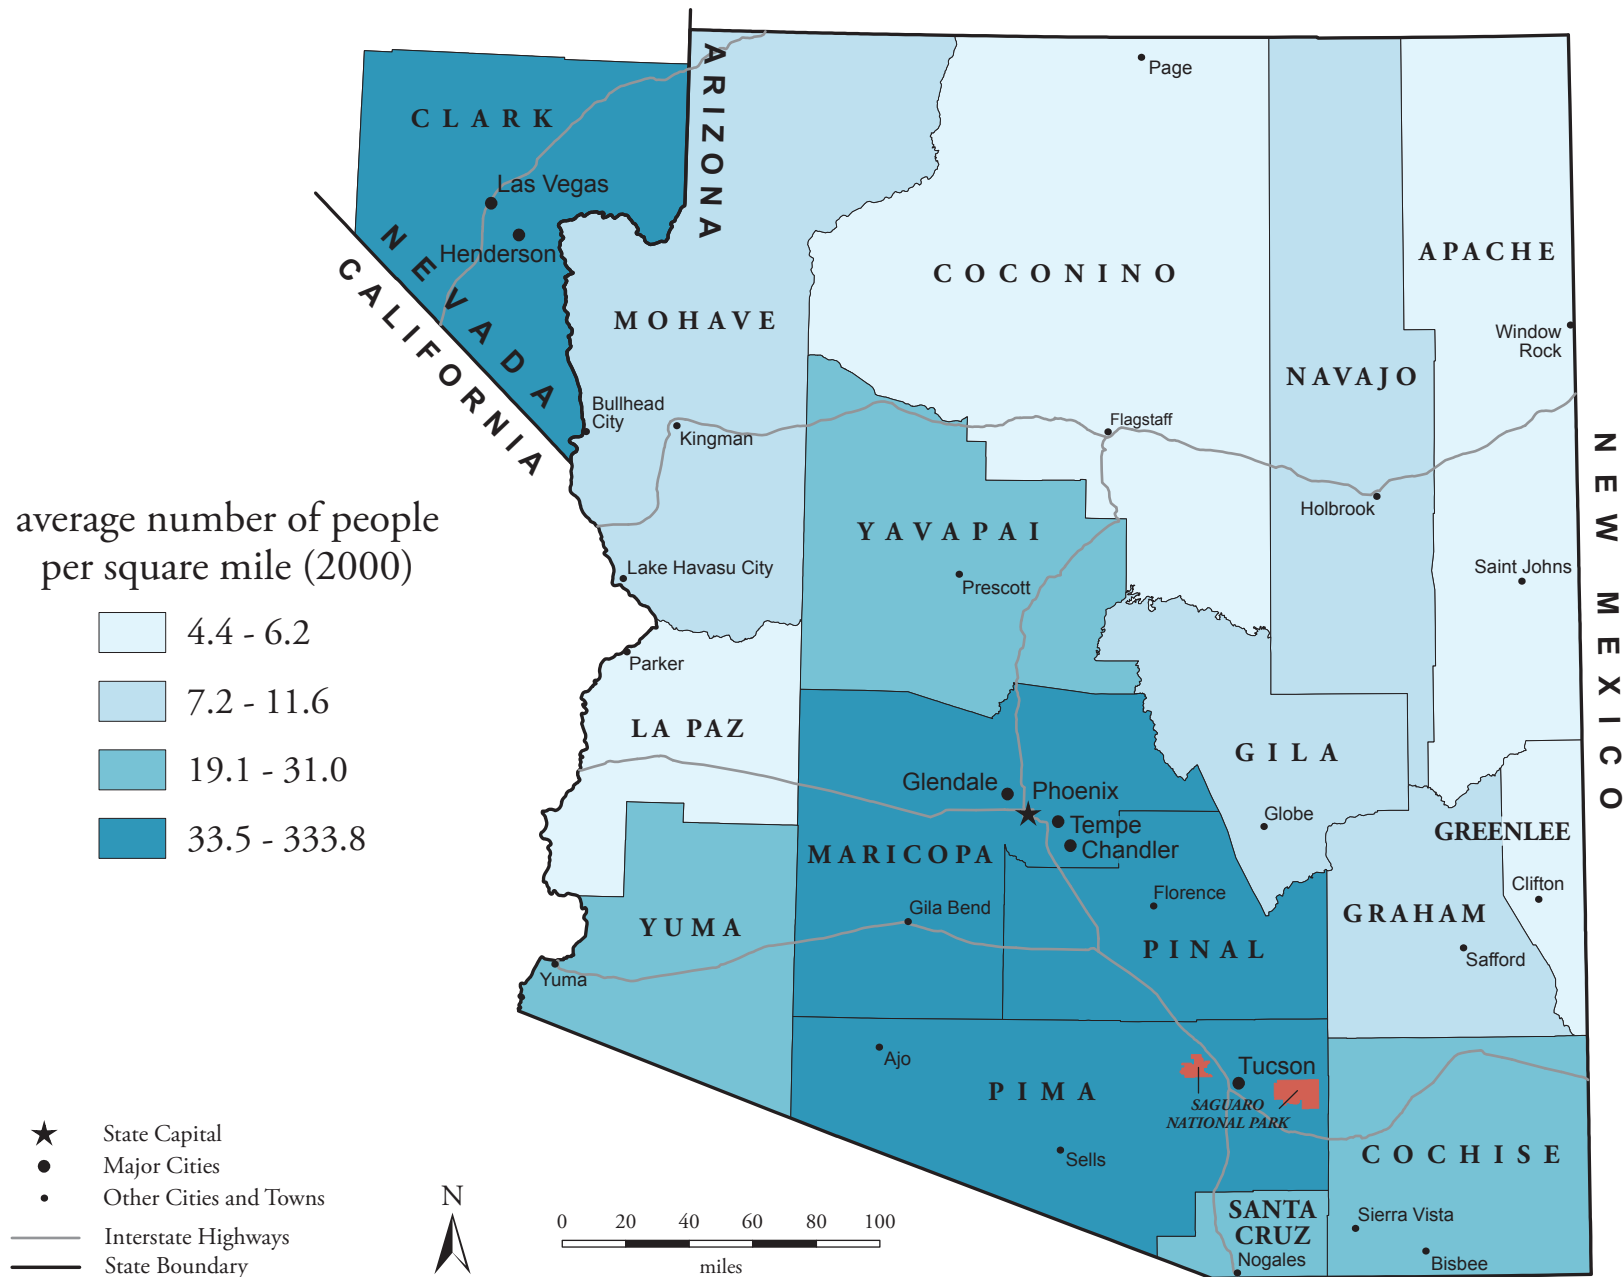 ARIZONA
Page
CLARK
Las Vegas
Henderson
NEVADA
CALIFORNIA
APACHE
COCONINO
MOHAVE
Window
Rock
NAVAJO
Bullhead
City
Kingman
Flagstaff
NEW MEXICO
Holbrook
average number of people
per square mile (2000)
4.4 - 6.2
7.2 - 11.6
19.1 - 31.0
33.5 - 333.8
YAVAPAI
Lake Havasu City
Prescott
Saint Johns
Parker
LA PAZ
GILA
Glendale
Phoenix
Tempe
Chandler
Globe
GREENLEE
MARICOPA
Clifton
Florence
Gila Bend
GRAHAM
YUMA
PINAL
Safford
Yuma
Ajo
Tucson
PIMA
SAGUARO
NATIONAL PARK
Sells
COCHISE
SANTA
CRUZ
Sierra Vista
Nogales
Bisbee
State Capital
Major Cities
Other Cities and Towns
Interstate Highways
State Boundary
N
0 20 40 60 80 100
miles